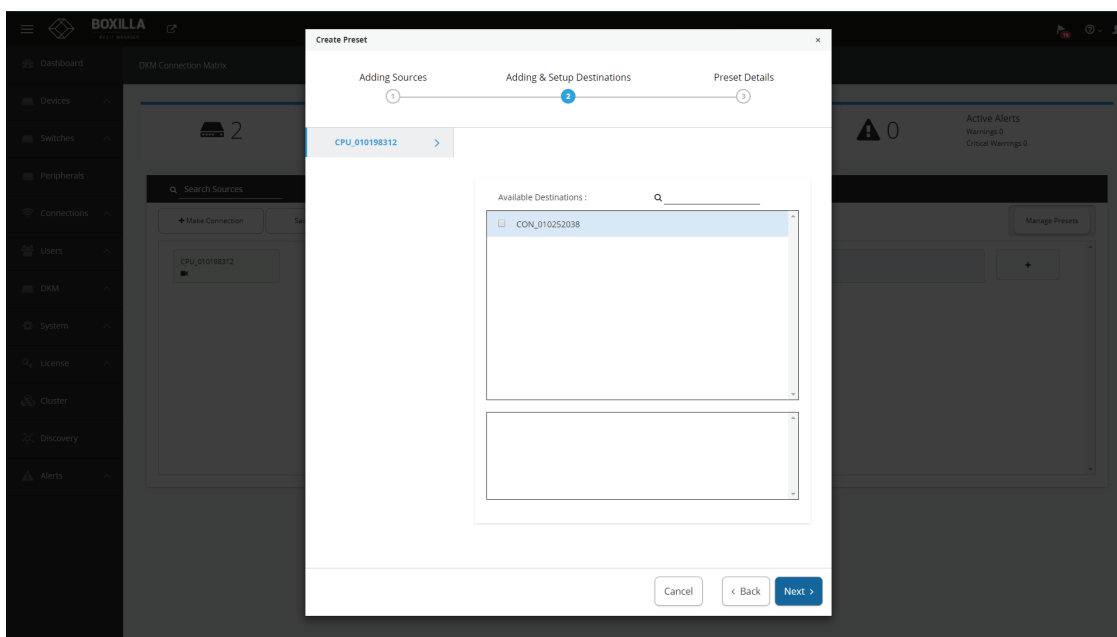 BOXILLA
Create Preset
×
Dashboard
DKM Connection Matrix
Adding Sources
Adding & Setup Destinations
Preset Details
1
2
3
Devices
2
0
Active Alerts
Warnings 0
Critical Warnings 0
Switches
CPU_010198312
Peripherals
Search Sources
Available Destinations :
Connections
+ Make Connection
CON_010252038
Manage Presets
Users
CPU_010198312
+
DKM
System
License
Cluster
Discovery
Alerts
Cancel
< Back
Next >